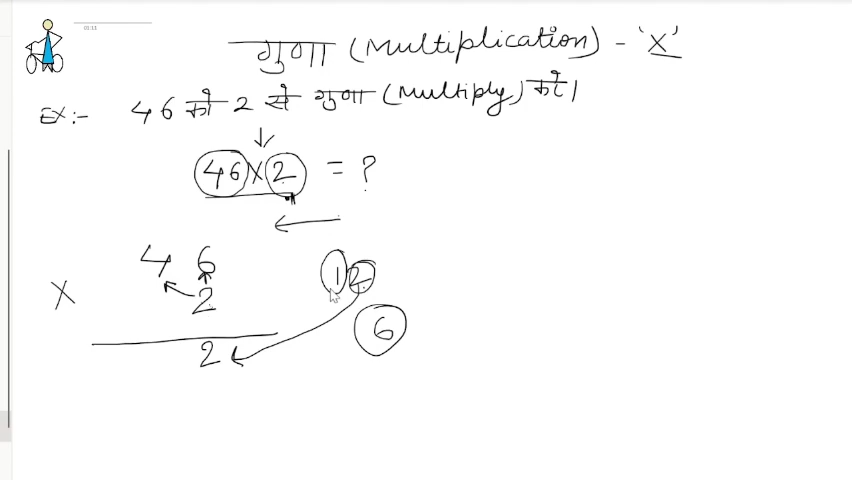 गुणा (Multiplication) - 'X'
Ex:- 46 को 2 से गुणा (Multiply) करें।
46 X 2 = ?
4 6
12
X 2
6
2